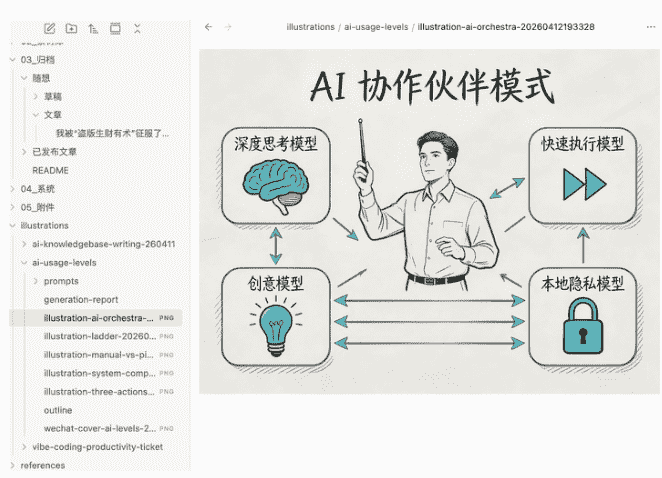 illustrations / ai-usage-levels / illustration-ai-orchestra-20260412193328
03_归档
随想
草稿
文章
我被“盗版生财有术”征服了...
已发布文章
README
04_系统
05_附件
illustrations
ai-knowledgebase-writing-260411
ai-usage-levels
prompts
generation-report
illustration-ai-orchestra-... PNG
illustration-ladder-20260... PNG
illustration-manual-vs-pi... PNG
illustration-system-comp... PNG
illustration-three-actions... PNG
outline
wechat-cover-ai-levels-2... PNG
vibe-coding-productivity-ticket
references
AI 协作伙伴模式
深度思考模型
快速执行模型
创意模型
本地隐私模型